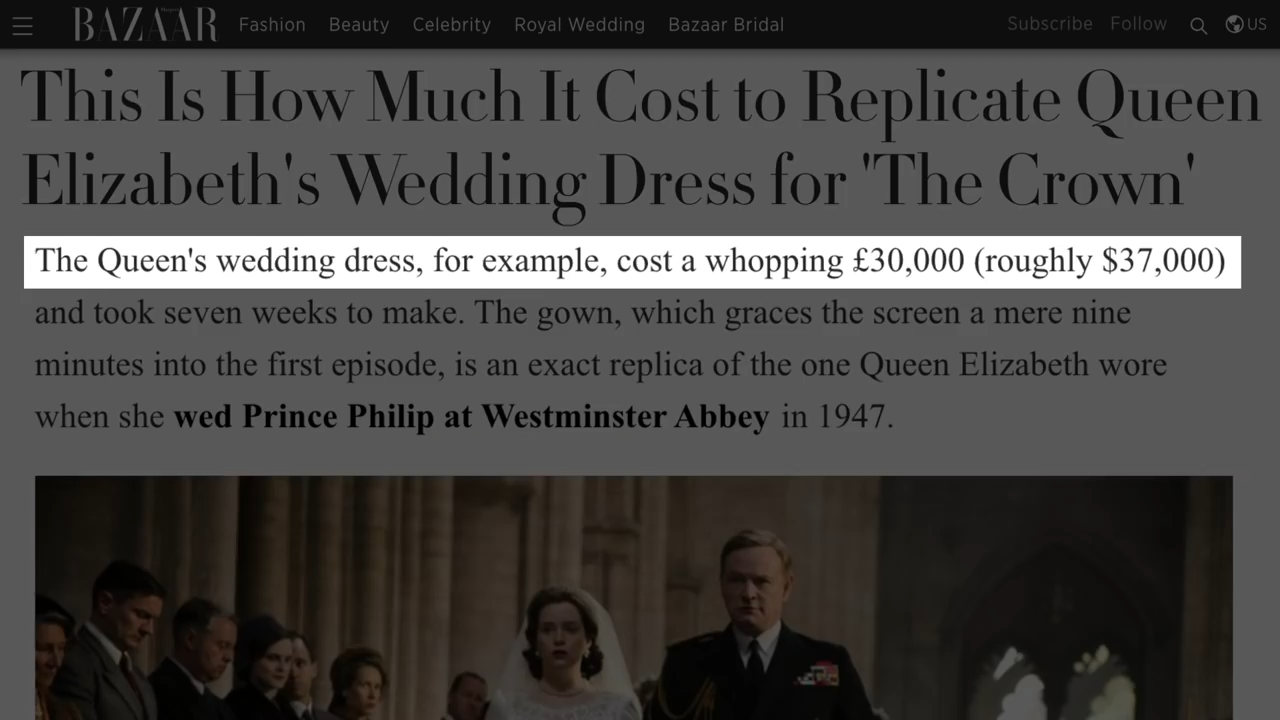 BAZAAR Fashion Beauty Celebrity Royal Wedding Bazaar Bridal Subscribe Follow US
This Is How Much It Cost to Replicate Queen
Elizabeth's Wedding Dress for 'The Crown'
The Queen's wedding dress, for example, cost a whopping £30,000 (roughly $37,000)
and took seven weeks to make. The gown, which graces the screen a mere nine
minutes into the first episode, is an exact replica of the one Queen Elizabeth wore
when she wed Prince Philip at Westminster Abbey in 1947.